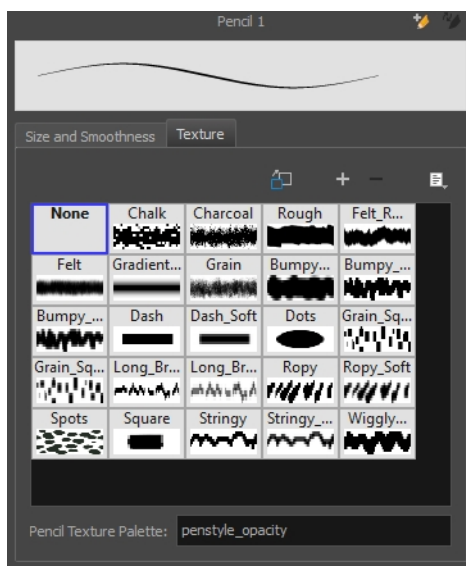 Pencil 1
Size and Smoothness Texture
None Chalk Charcoal Rough Felt_R...
Felt Gradient... Grain Bumpy... Bumpy_...
Bumpy_... Dash Dash_Soft Dots Grain_Sq...
Grain_Sq... Long_Br... Long_Br... Ropy Ropy_Soft
Spots Square Stringy Stringy_... Wiggly...
Pencil Texture Palette: penstyle_opacity